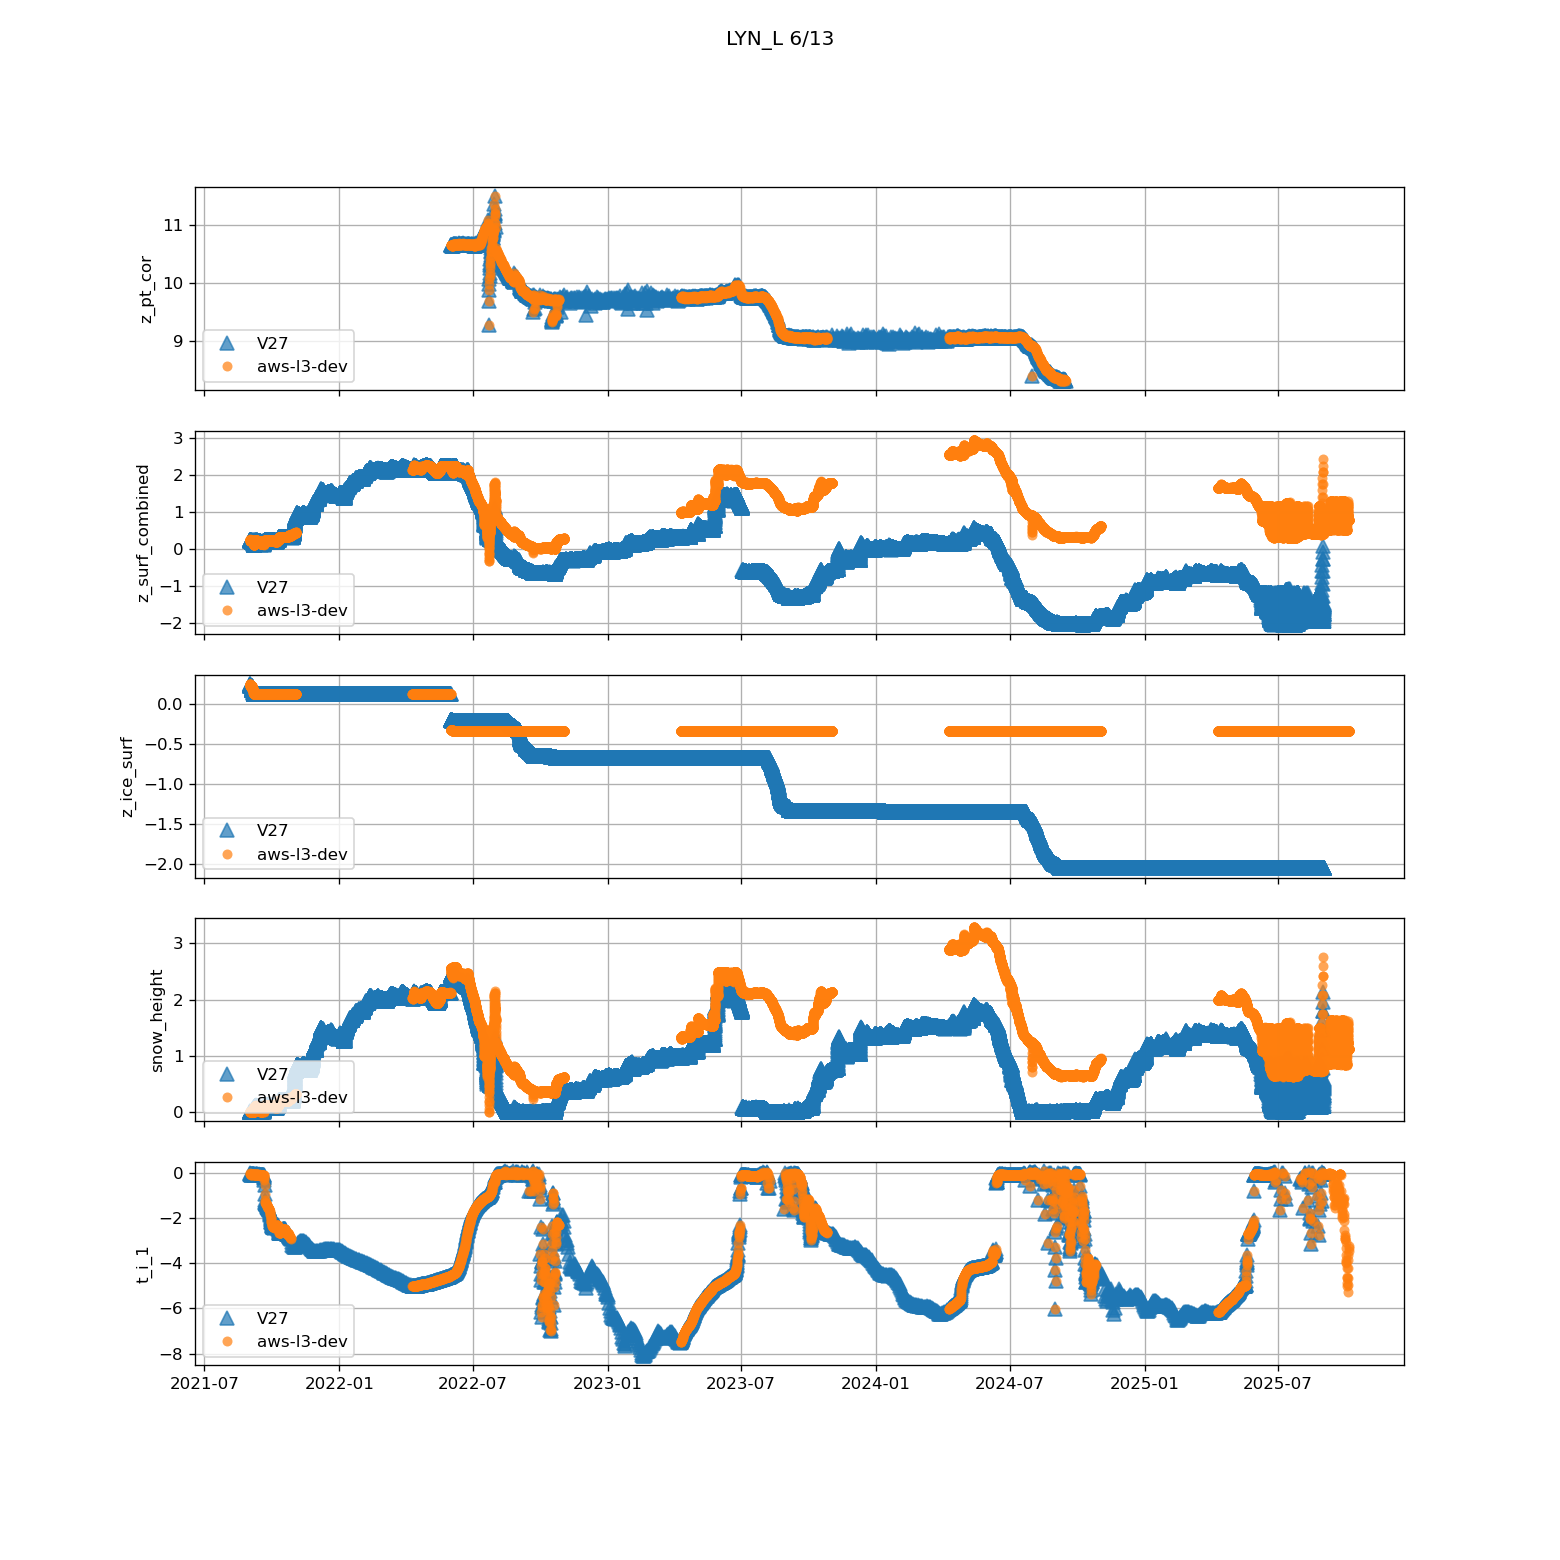 LYN_L 6/13
z_pt_cor
11
10
9
V27
aws-l3-dev
z_surf_combined
3
2
1
0
−1
−2
V27
aws-l3-dev
z_ice_surf
0.0
−0.5
−1.0
−1.5
−2.0
V27
aws-l3-dev
snow_height
3
2
1
0
V27
aws-l3-dev
t_i_1
0
−2
−4
−6
−8
V27
aws-l3-dev
2021-07 2022-01 2022-07 2023-01 2023-07 2024-01 2024-07 2025-01 2025-07